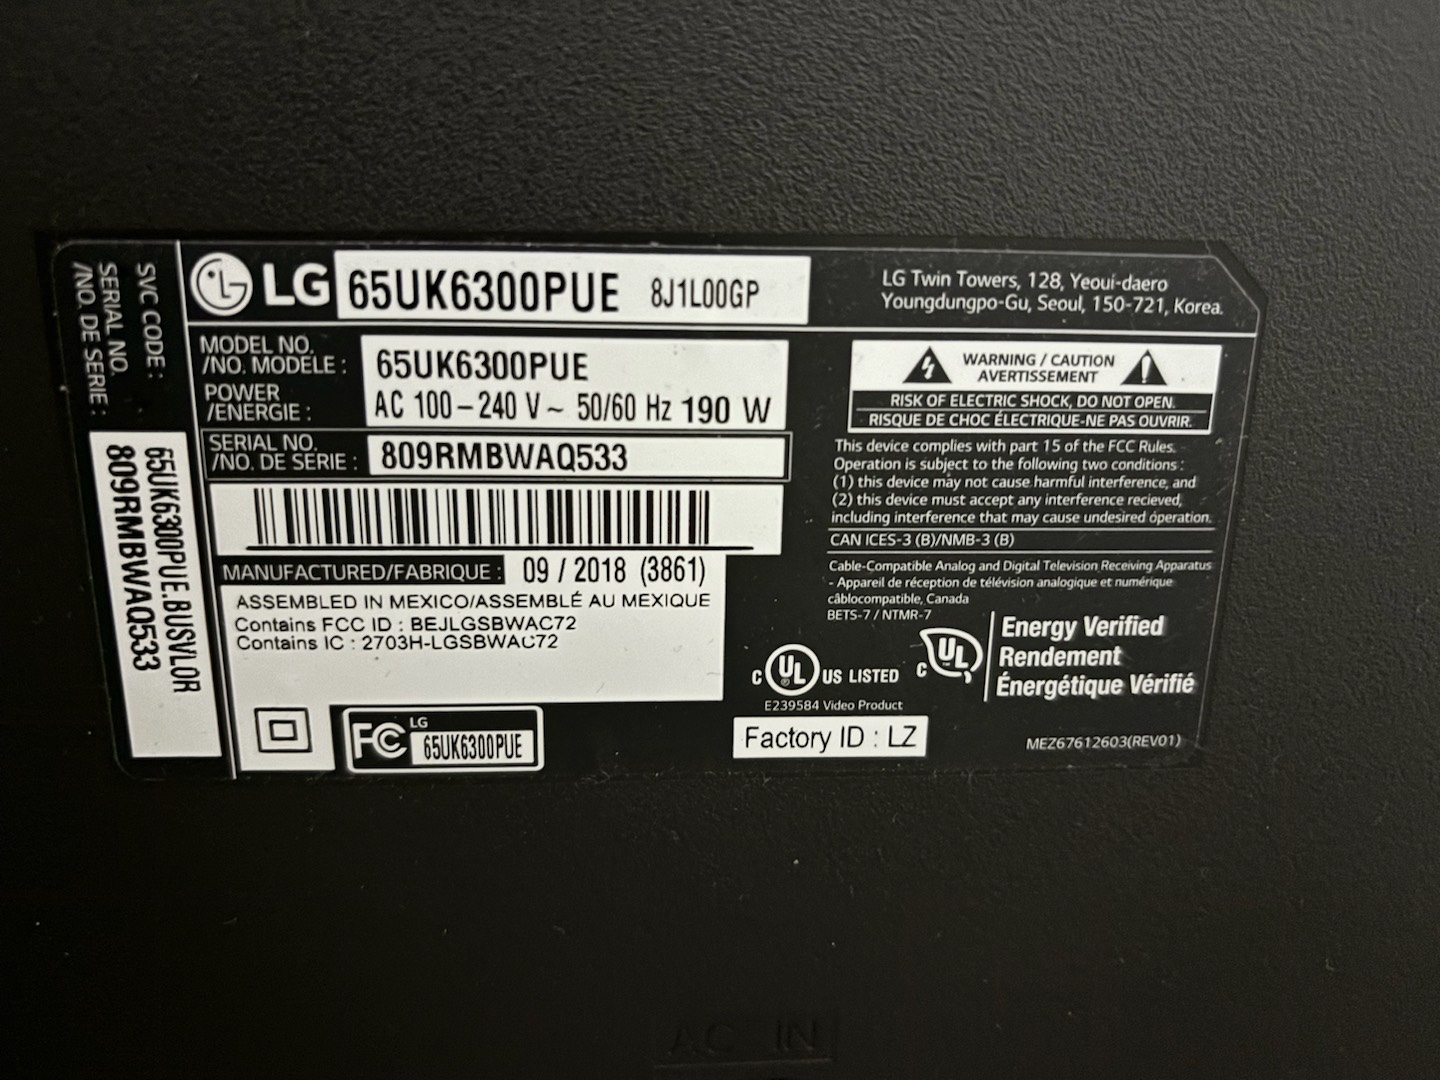 SVC CODE :
SERIAL NO.
/NO. DE SERIE :
65UK6300PUE.BUSVLOR
809RMBWAQ533
LG 65UK6300PUE 8J1L00GP
LG Twin Towers, 128, Yeoui-daero
Youngdungpo-Gu, Seoul, 150-721, Korea.
MODEL NO.
/NO. MODÈLE :
65UK6300PUE
POWER
/ENERGIE :
AC 100 – 240 V ~ 50/60 Hz 190 W
SERIAL NO.
/NO. DE SERIE :
809RMBWAQ533
MANUFACTURED/FABRIQUE : 09 / 2018 (3861)
ASSEMBLED IN MEXICO/ASSEMBLÉ AU MEXIQUE
Contains FCC ID : BEJLGSBWAC72
Contains IC : 2703H-LGSBWAC72
FC LG
65UK6300PUE
WARNING / CAUTION
AVERTISSEMENT
RISK OF ELECTRIC SHOCK, DO NOT OPEN.
RISQUE DE CHOC ÉLECTRIQUE-NE PAS OUVRIR.
This device complies with part 15 of the FCC Rules.
Operation is subject to the following two conditions :
(1) this device may not cause harmful interference, and
(2) this device must accept any interference recieved,
including interference that may cause undesired operation.
CAN ICES-3 (B)/NMB-3 (B)
Cable-Compatible Analog and Digital Television Receiving Apparatus
- Appareil de réception de télévision analogique et numérique
câblocompatible, Canada
BETS-7 / NTMR-7
C UL ® US LISTED
E239584 Video Product
C UL
Energy Verified
Rendement
Énergétique Vérifié
Factory ID : LZ
MEZ67612603(REV01)
AC IN